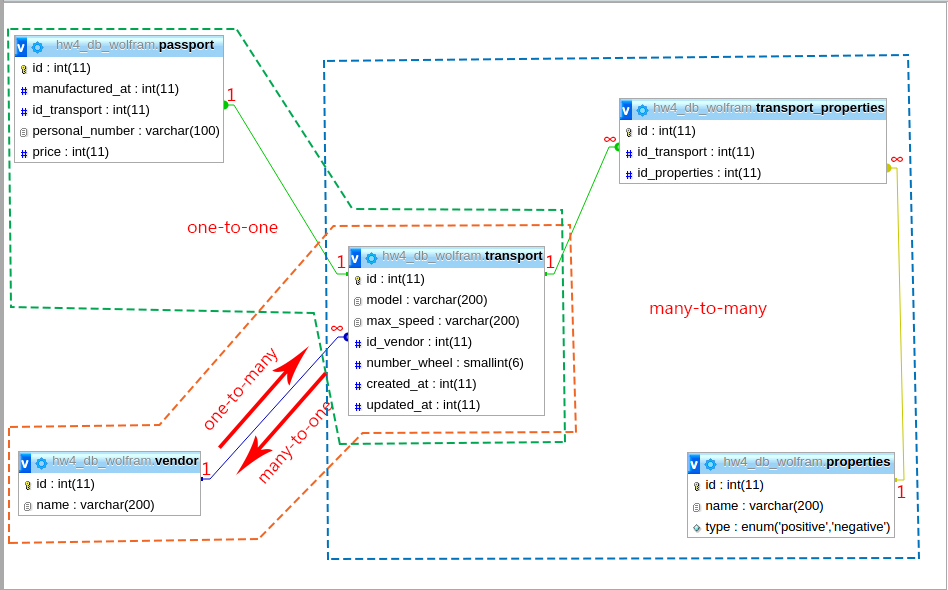 v hw4_db_wolfram.passport
id : int(11)
manufactured_at : int(11)
id_transport : int(11)
personal_number : varchar(100)
price : int(11)
1
one-to-one
v hw4_db_wolfram.transport_properties
id : int(11)
id_transport : int(11)
id_properties : int(11)
∞
∞
1
v hw4_db_wolfram.transport
id : int(11)
model : varchar(200)
max_speed : varchar(200)
id_vendor : int(11)
number_wheel : smallint(6)
created_at : int(11)
updated_at : int(11)
1
∞
many-to-many
one-to-many
many-to-one
v hw4_db_wolfram.vendor
id : int(11)
name : varchar(200)
1
v hw4_db_wolfram.properties
id : int(11)
name : varchar(200)
type : enum('positive','negative')
1